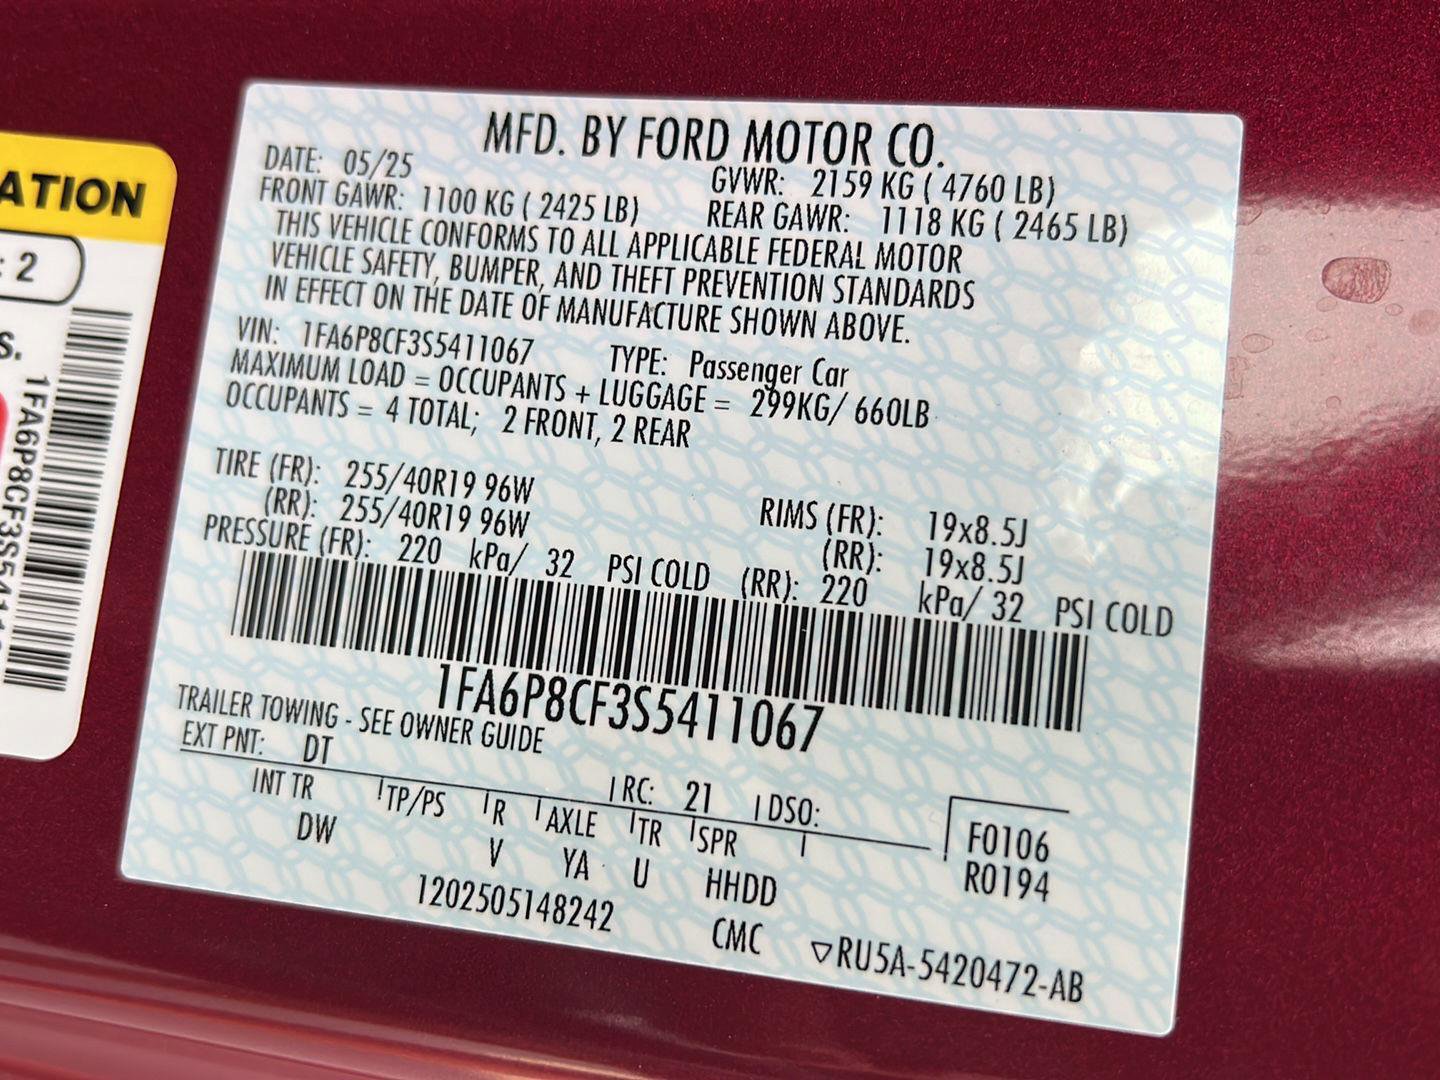 ATION
: 2
S.
1FA6P8CF3S5411
MFD. BY FORD MOTOR CO.
DATE: 05/25 GVWR: 2159 KG ( 4760 LB)
FRONT GAWR: 1100 KG ( 2425 LB) REAR GAWR: 1118 KG ( 2465 LB)
THIS VEHICLE CONFORMS TO ALL APPLICABLE FEDERAL MOTOR
VEHICLE SAFETY, BUMPER, AND THEFT PREVENTION STANDARDS
IN EFFECT ON THE DATE OF MANUFACTURE SHOWN ABOVE.
VIN: 1FA6P8CF3S5411067 TYPE: Passenger Car
MAXIMUM LOAD = OCCUPANTS + LUGGAGE = 299KG/ 660LB
OCCUPANTS = 4 TOTAL; 2 FRONT, 2 REAR
TIRE (FR): 255/40R19 96W RIMS (FR): 19x8.5J
(RR): 255/40R19 96W (RR): 19x8.5J
PRESSURE (FR): 220 kPa/ 32 PSI COLD (RR): 220 kPa/ 32 PSI COLD
1FA6P8CF3S5411067
TRAILER TOWING - SEE OWNER GUIDE
EXT PNT: DT RC: 21 DSO:
INT TR TP/PS R AXLE TR SPR F0106
DW V YA U HHDD R0194
1202505148242 CMC ▽RU5A-5420472-AB